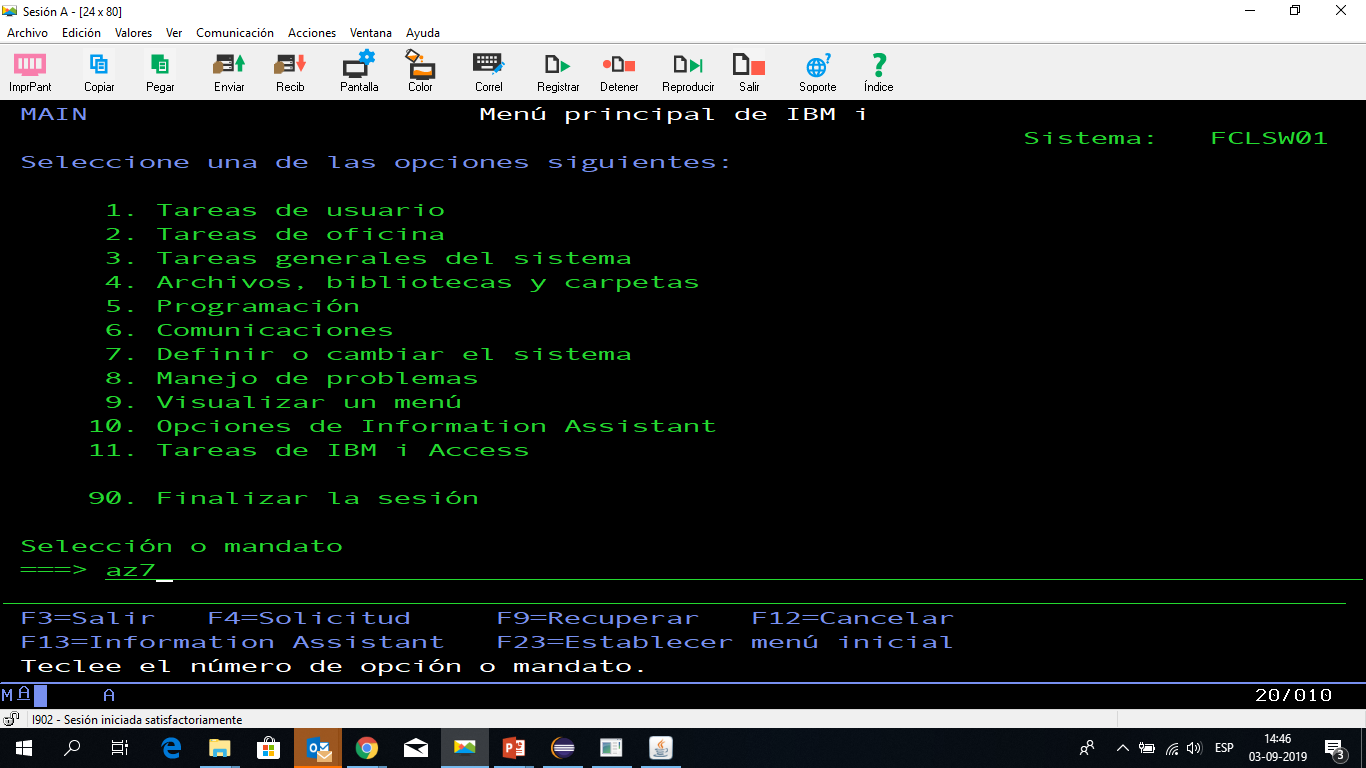 Sesión A - [24 x 80]
Archivo Edición Valores Ver Comunicación Acciones Ventana Ayuda
ImprPant Copiar Pegar Enviar Recib Pantalla Color Correl Registrar Detener Reproducir Salir Soporte Índice
MAIN Menú principal de IBM i
Sistema: FCLSW01
Seleccione una de las opciones siguientes:
1. Tareas de usuario
2. Tareas de oficina
3. Tareas generales del sistema
4. Archivos, bibliotecas y carpetas
5. Programación
6. Comunicaciones
7. Definir o cambiar el sistema
8. Manejo de problemas
9. Visualizar un menú
10. Opciones de Information Assistant
11. Tareas de IBM i Access
90. Finalizar la sesión
Selección o mandato
===> az7_
F3=Salir F4=Solicitud F9=Recuperar F12=Cancelar
F13=Information Assistant F23=Establecer menú inicial
Teclee el número de opción o mandato.
MA A 20/010
I902 - Sesión iniciada satisfactoriamente
ESP 14:46
03-09-2019 3